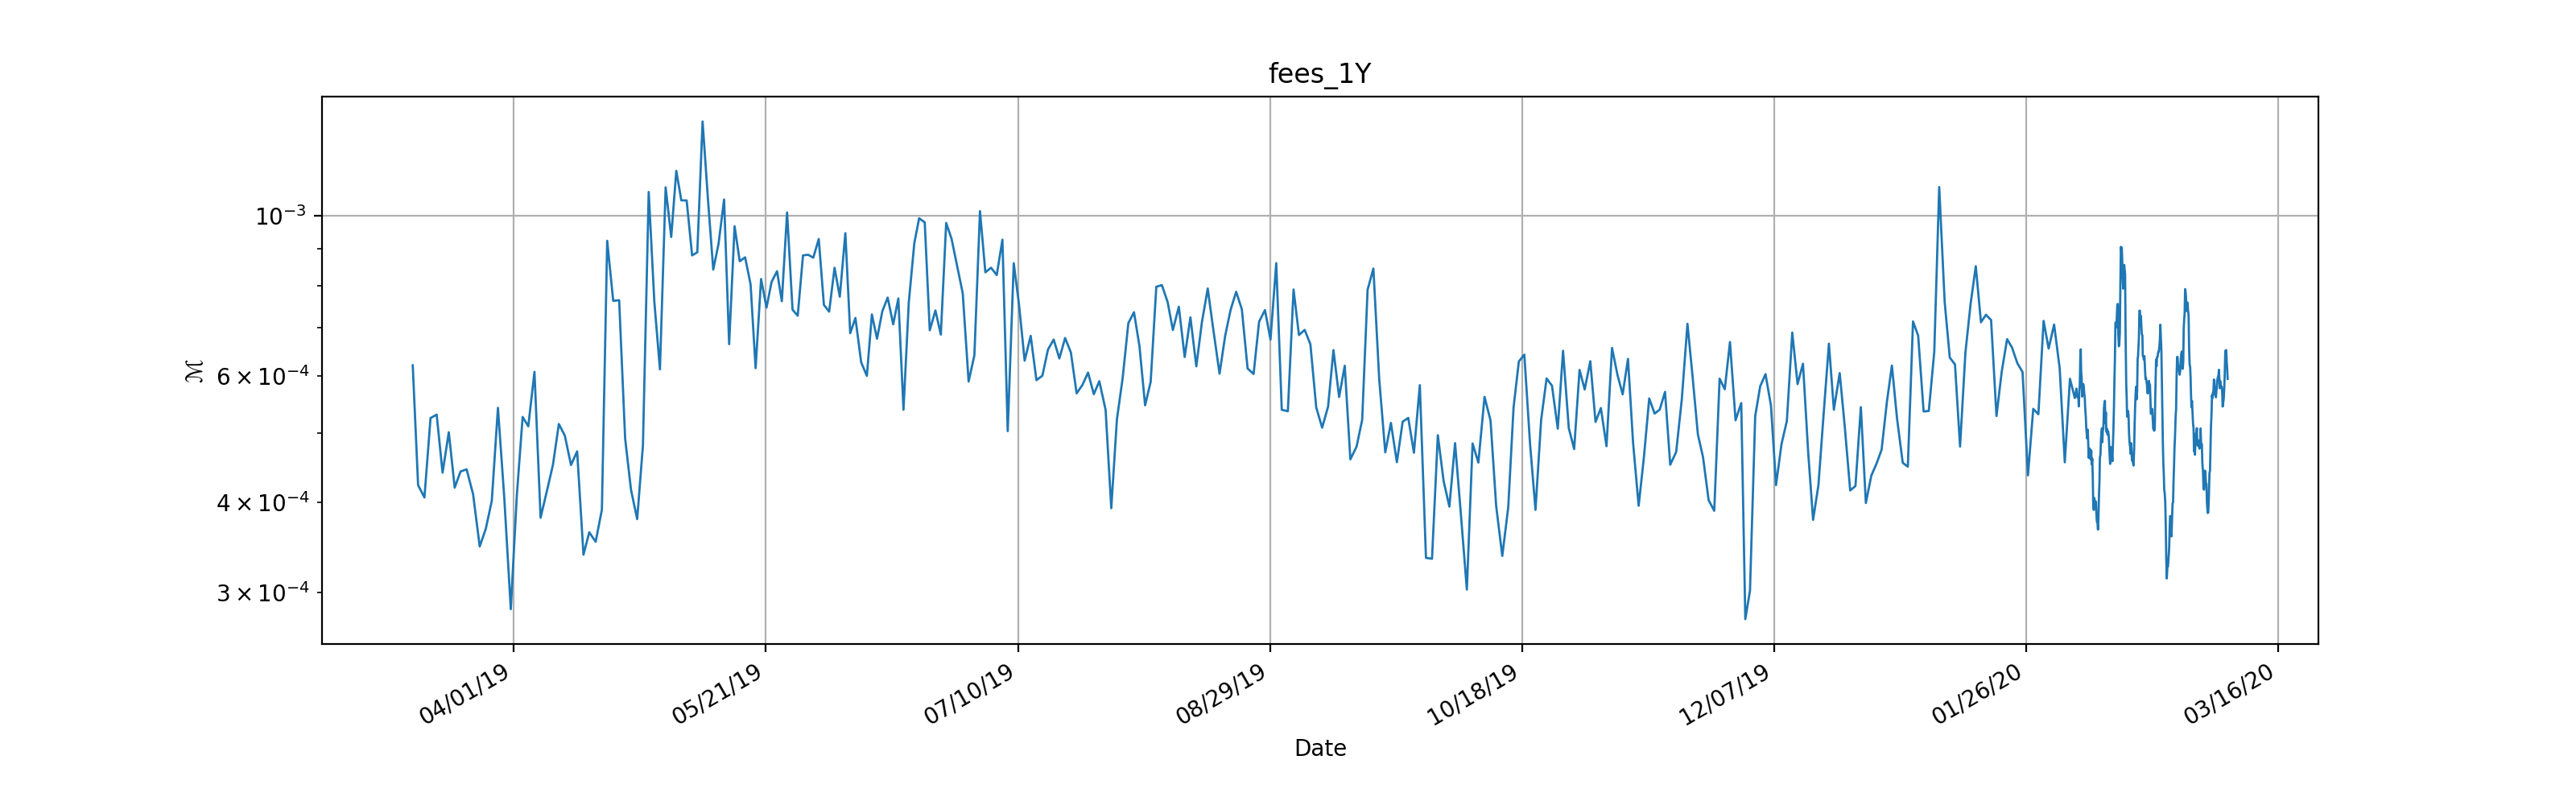 fees_1Y
10⁻³
ℳ
6 × 10⁻⁴
4 × 10⁻⁴
3 × 10⁻⁴
04/01/19
05/21/19
07/10/19
08/29/19
10/18/19
12/07/19
01/26/20
03/16/20
Date